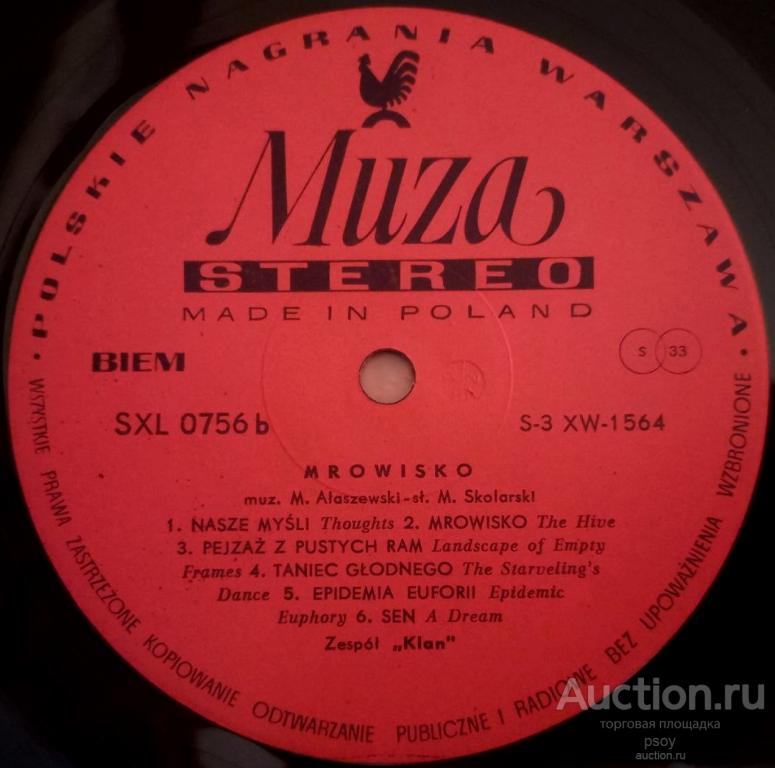 POLSKIE NAGRANIA WARSZAWA
Muza
STEREO
MADE IN POLAND
BIEM
S 33
SXL 0756 b
S-3 XW-1564
MROWISKO
muz. M. Ałaszewski-sł. M. Skolarski
1. NASZE MYŚLI Thoughts 2. MROWISKO The Hive
3. PEJZAŻ Z PUSTYCH RAM Landscape of Empty
Frames 4. TANIEC GŁODNEGO The Starveling's
Dance 5. EPIDEMIA EUFORII Epidemic
Euphory 6. SEN A Dream
Zespół „Klan"
WSZYSTKIE PRAWA ZASTRZEŻONE KOPIOWANIE ODTWARZANIE PUBLICZNE I RADIOWE BEZ UPOWAŻNIENIA WZBRONIONE
Auction.ru
торговая площадка
psoy
auction.ru